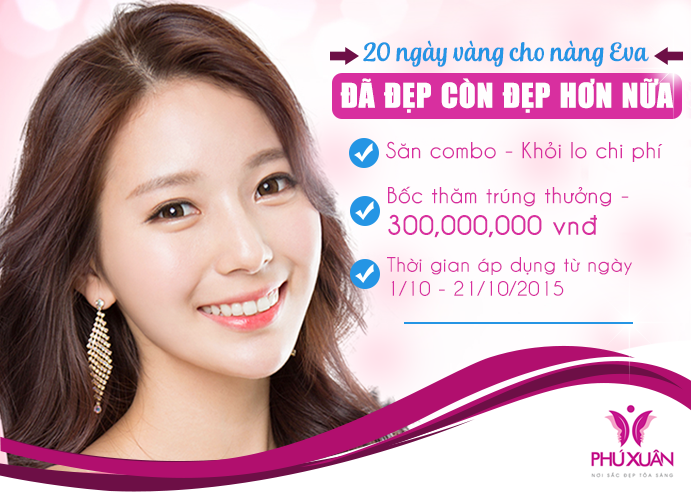 20 ngày vàng cho nàng Eva
ĐÃ ĐẸP CÒN ĐẸP HƠN NỮA
Săn combo - Khỏi lo chi phí
Bốc thăm trúng thưởng -
300,000,000 vnđ
Thời gian áp dụng từ ngày
1/10 - 21/10/2015
PHÚ XUÂN
NƠI SẮC ĐẸP TỎA SÁNG